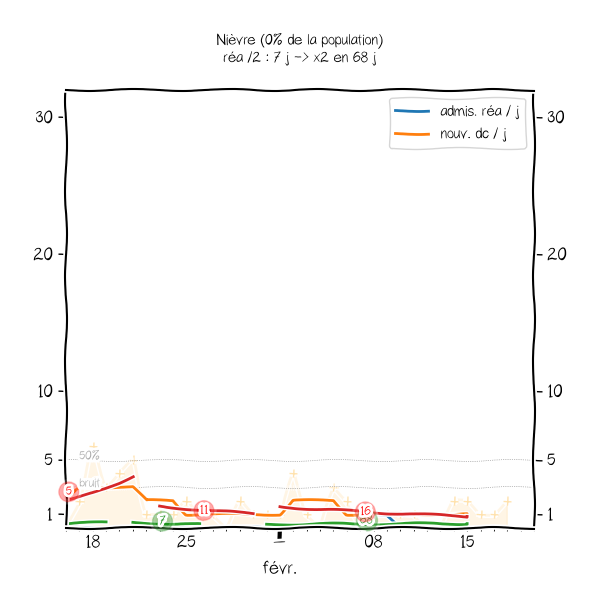 Nièvre (0% de la population)
réa /2 : 7 j -> x2 en 68 j
admis. réa / j
nouv. dc / j
30 30
20 20
10 10
5 50% 5
bruit
5 7 11 16
1 1
18 25 1 08 15
févr.